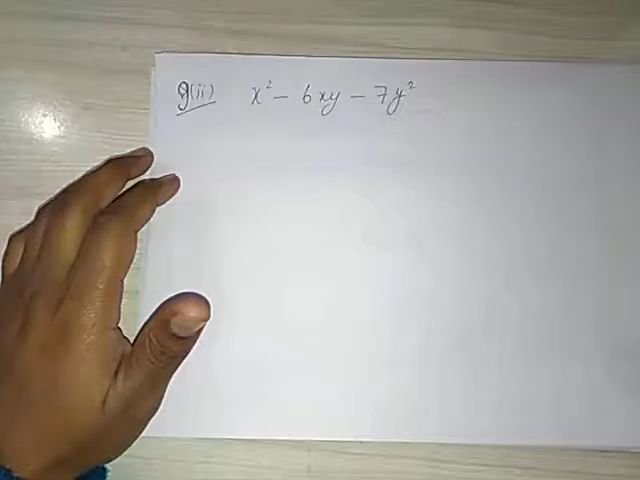 9(ii) x² - 6xy - 7y²